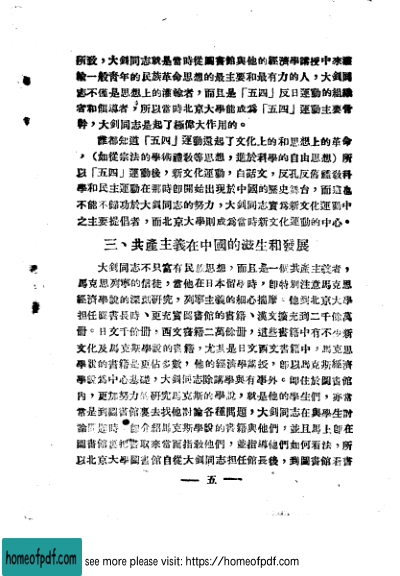 所致，大釗同志就是當時從圖書館與他的經濟學講授中來灌
輸一般青年的民族革命思想的最主要和最有力的人，大釗同
志不僅是思想上的灌輸者，而且是「五四」反日運動的組織
者和領導者，所以當時北京大學能成為「五四」運動主要骨
幹，大釗同志是起了極偉大作用的。
誰都知道「五四」運動還起了文化上的和思想上的革命
，（如從宗法的學術禮教等思想，進於科學的自由思想）所
以「五四」運動後，新文化運動，白話文，反孔反舊禮教科
學和民主運動在那時即開始出現於中國的歷史舞台，而這也
不能不歸功於大釗同志的努力，大釗同志實為新文化運動中
之主要提倡者，而北京大學則成為當時新文化運動的中心。
三、共產主義在中國的滋生和發展
大釗同志不只富有民族思想，而且是一個共產主義者，
馬克思列寧的信徒，當他在日本留學時，即特別注意馬克思
經濟學說的深刻研究，列寧主義的細心揣摩，他到北京大學
擔任圖書長時、更充實圖書館的書籍、漢文擴充到二千餘萬
冊。日文千餘冊，西文書籍二萬餘冊，這些書籍中有不少新
文化及馬克斯學說的書籍，尤其是日文西文書籍中，馬克思
學說的書籍是更佔多數，他的經濟學講授，即以馬克斯經濟
學說為中心基礎，大釗同志除講學與有事外。即住於圖書館
內，更加努力的研究馬克斯的學說，就是他的學生們，亦常
常是到圖書館裏去找他討論各種問題，大釗同志在與學生討
論問題時 即介紹馬克斯學說的書籍與他們，並且馬上即在
圖書館裏 書取來當面指教他們，並指導他們如何看法，所
以北京大學圖書館自從大釗同志担任館長後，到圖書館看書
— 五 —
homeofpdf.com
see more please visit: https://homeofpdf.com